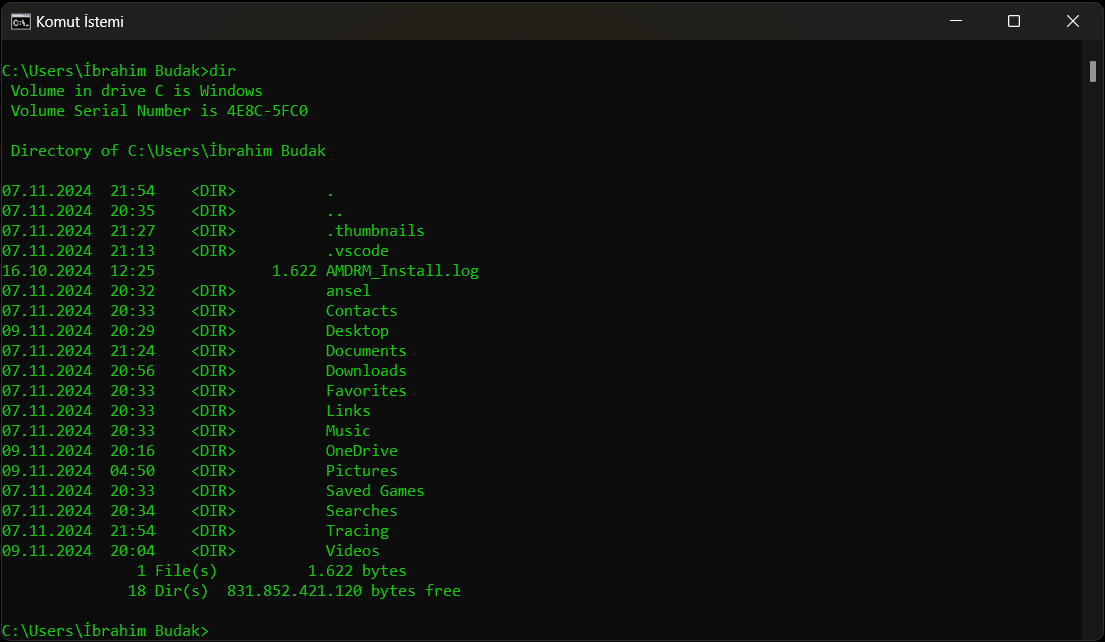 Komut İstemi
C:\Users\İbrahim Budak>dir
 Volume in drive C is Windows
 Volume Serial Number is 4E8C-5FC0
 Directory of C:\Users\İbrahim Budak
07.11.2024  21:54    <DIR>          .
07.11.2024  20:35    <DIR>          ..
07.11.2024  21:27    <DIR>          .thumbnails
07.11.2024  21:13    <DIR>          .vscode
16.10.2024  12:25             1.622 AMDRM_Install.log
07.11.2024  20:32    <DIR>          ansel
07.11.2024  20:33    <DIR>          Contacts
09.11.2024  20:29    <DIR>          Desktop
07.11.2024  21:24    <DIR>          Documents
07.11.2024  20:56    <DIR>          Downloads
07.11.2024  20:33    <DIR>          Favorites
07.11.2024  20:33    <DIR>          Links
07.11.2024  20:33    <DIR>          Music
09.11.2024  20:16    <DIR>          OneDrive
09.11.2024  04:50    <DIR>          Pictures
07.11.2024  20:33    <DIR>          Saved Games
07.11.2024  20:34    <DIR>          Searches
07.11.2024  21:54    <DIR>          Tracing
09.11.2024  20:04    <DIR>          Videos
               1 File(s)          1.622 bytes
              18 Dir(s)  831.852.421.120 bytes free
C:\Users\İbrahim Budak>